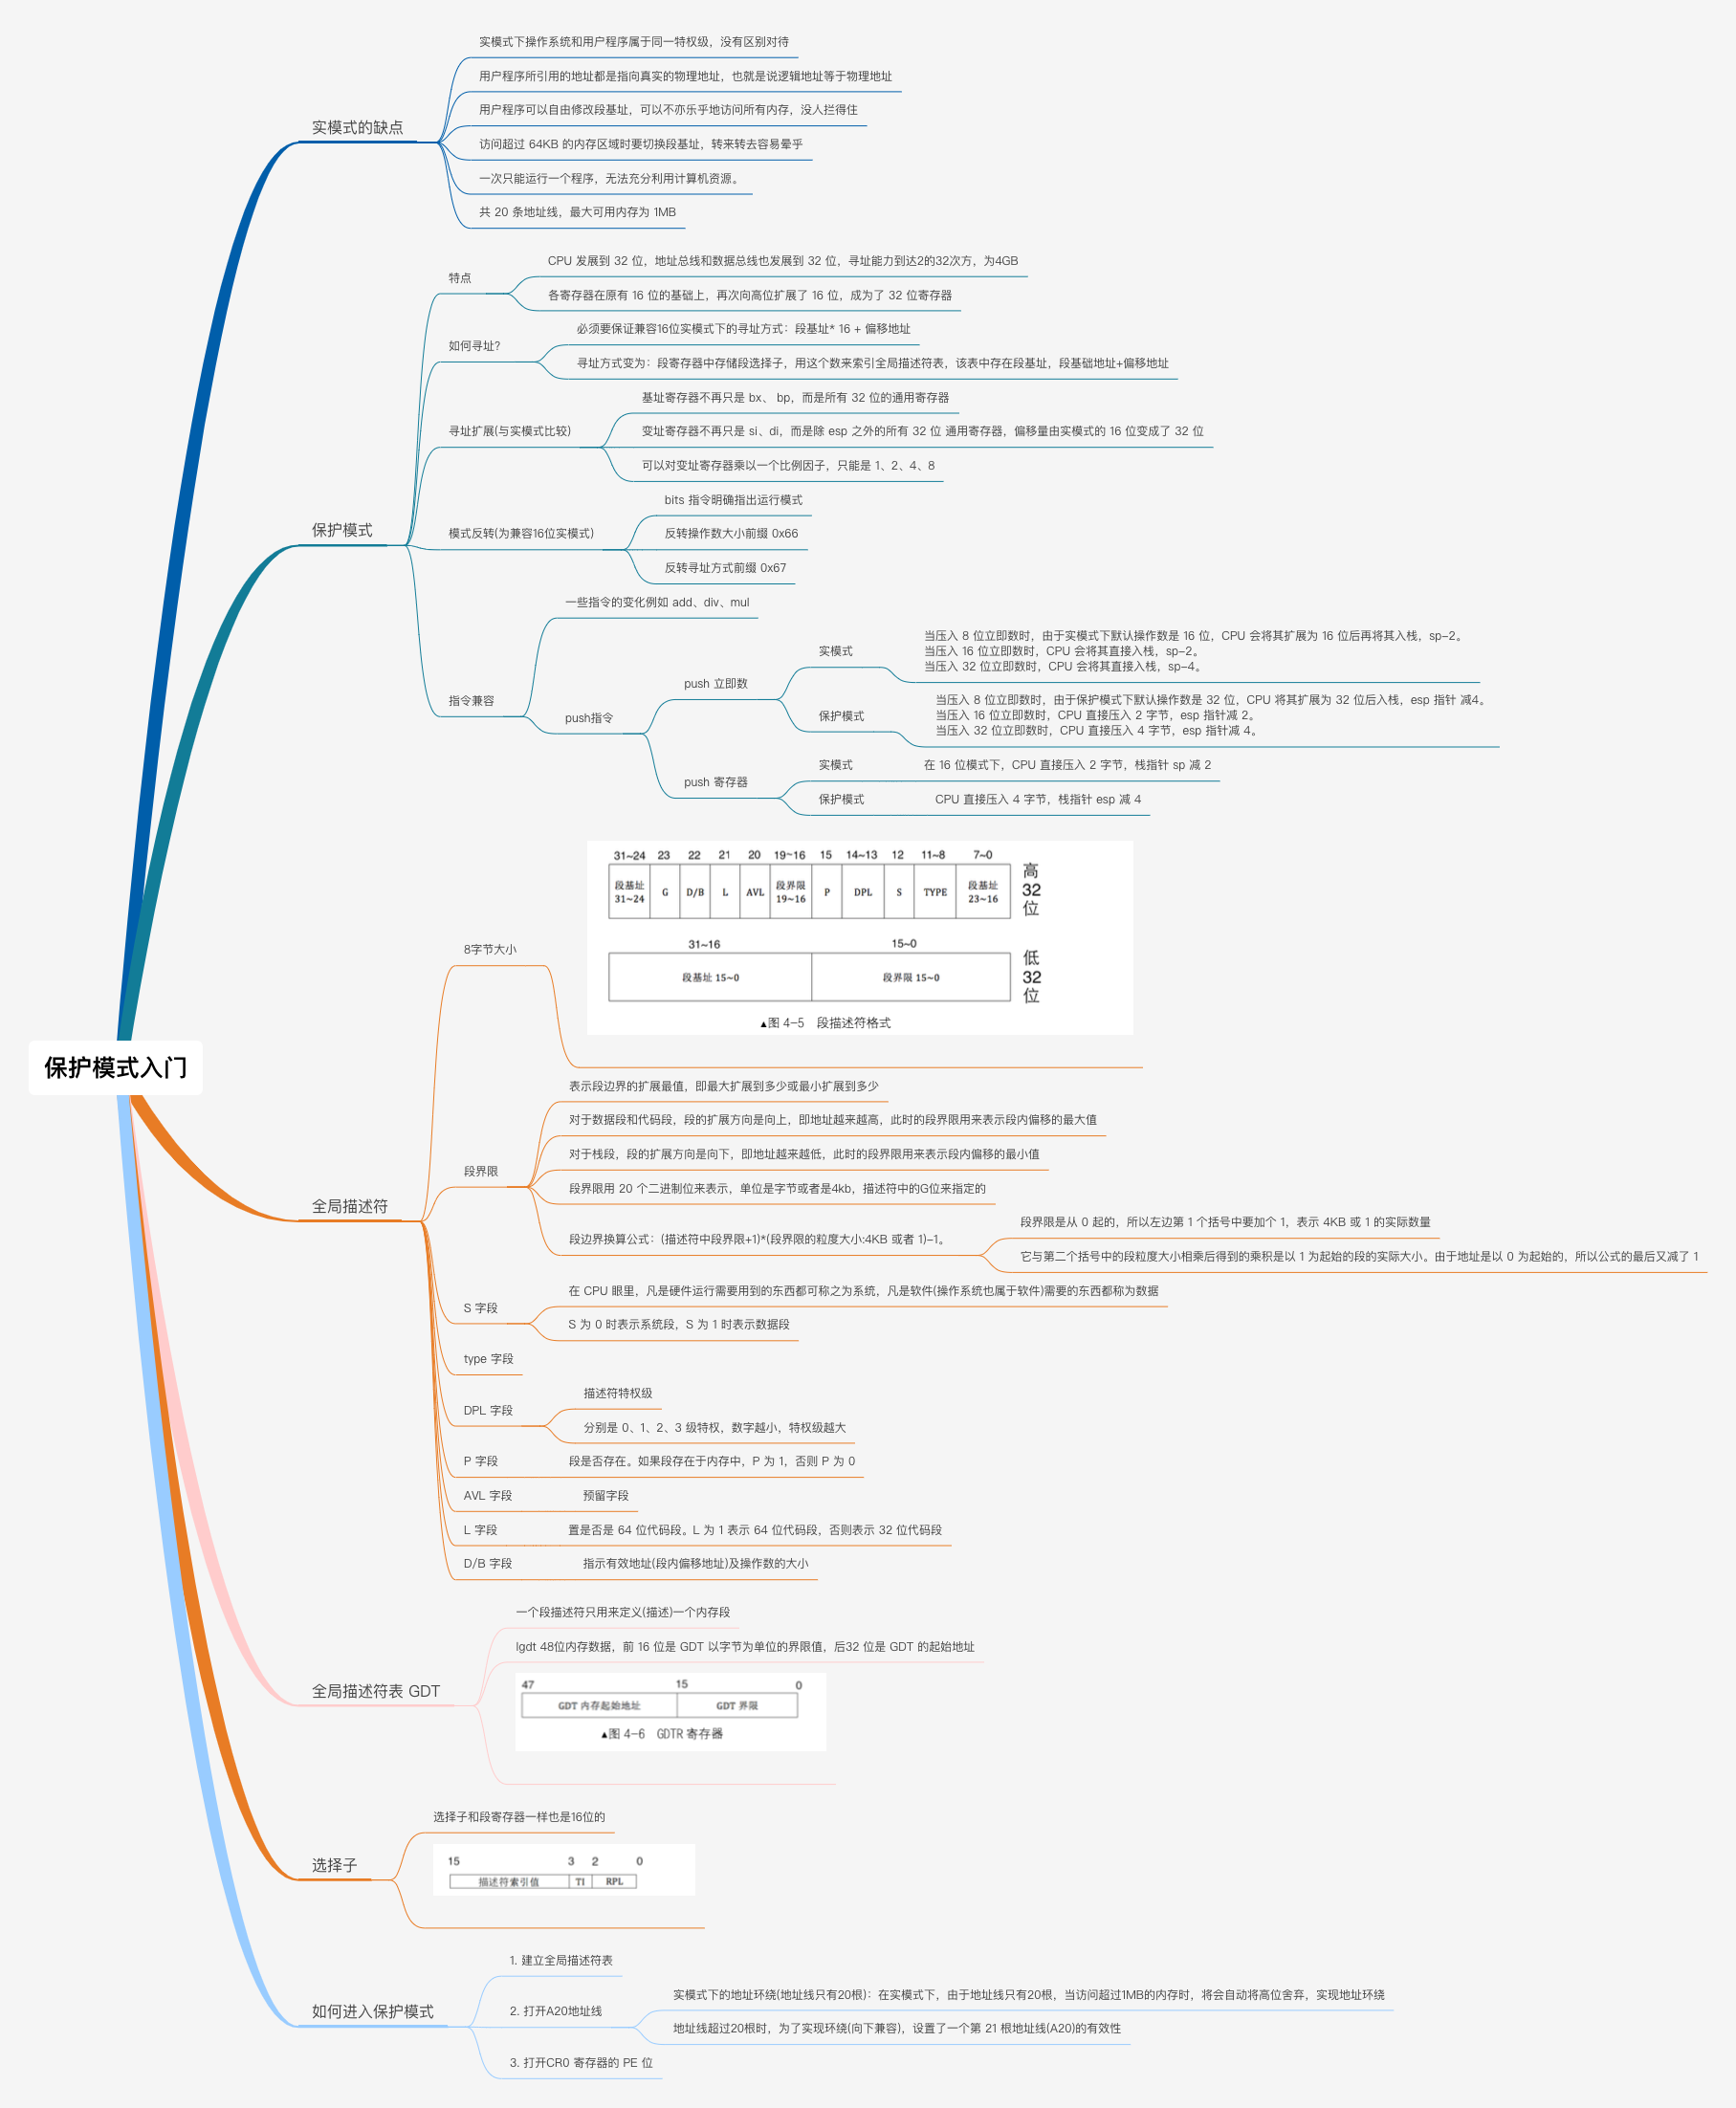 实模式下操作系统和用户程序属于同一特权级，没有区别对待
用户程序所引用的地址都是指向真实的物理地址，也就是说逻辑地址等于物理地址
用户程序可以自由修改段基址，可以不亦乐乎地访问所有内存，没人拦得住
实模式的缺点
访问超过 64KB 的内存区域时要切换段基址，转来转去容易晕乎
一次只能运行一个程序，无法充分利用计算机资源。
共 20 条地址线，最大可用内存为 1MB
特点
CPU 发展到 32 位，地址总线和数据总线也发展到 32 位，寻址能力到达2的32次方，为4GB
各寄存器在原有 16 位的基础上，再次向高位扩展了 16 位，成为了 32 位寄存器
如何寻址?
必须要保证兼容16位实模式下的寻址方式：段基址* 16 + 偏移地址
寻址方式变为：段寄存器中存储段选择子，用这个数来索引全局描述符表，该表中存在段基址，段基础地址+偏移地址
寻址扩展(与实模式比较)
基址寄存器不再只是 bx、 bp，而是所有 32 位的通用寄存器
变址寄存器不再只是 si、di，而是除 esp 之外的所有 32 位 通用寄存器，偏移量由实模式的 16 位变成了 32 位
可以对变址寄存器乘以一个比例因子，只能是 1、2、4、8
保护模式
模式反转(为兼容16位实模式)
bits 指令明确指出运行模式
反转操作数大小前缀 0x66
反转寻址方式前缀 0x67
指令兼容
一些指令的变化例如 add、div、mul
push指令
push 立即数
实模式
当压入 8 位立即数时，由于实模式下默认操作数是 16 位，CPU 会将其扩展为 16 位后再将其入栈，sp-2。
当压入 16 位立即数时，CPU 会将其直接入栈，sp-2。
当压入 32 位立即数时，CPU 会将其直接入栈，sp-4。
保护模式
当压入 8 位立即数时，由于保护模式下默认操作数是 32 位，CPU 将其扩展为 32 位后入栈，esp 指针 减4。
当压入 16 位立即数时，CPU 直接压入 2 字节，esp 指针减 2。
当压入 32 位立即数时，CPU 直接压入 4 字节，esp 指针减 4。
push 寄存器
实模式
在 16 位模式下，CPU 直接压入 2 字节，栈指针 sp 减 2
保护模式
CPU 直接压入 4 字节，栈指针 esp 减 4
31~24 23 22 21 20 19~16 15 14~13 12 11~8 7~0
段基址 31~24 G D/B L AVL 段界限 19~16 P DPL S TYPE 段基址 23~16
高32位
8字节大小
31~16 15~0
段基址 15~0 段界限 15~0
低32位
▲图 4-5 段描述符格式
保护模式入门
段界限
表示段边界的扩展最值，即最大扩展到多少或最小扩展到多少
对于数据段和代码段，段的扩展方向是向上，即地址越来越高，此时的段界限用来表示段内偏移的最大值
对于栈段，段的扩展方向是向下，即地址越来越低，此时的段界限用来表示段内偏移的最小值
段界限用 20 个二进制位来表示，单位是字节或者是4kb，描述符中的G位来指定的
段边界换算公式：(描述符中段界限+1)*(段界限的粒度大小:4KB 或者 1)-1。
段界限是从 0 起的，所以左边第 1 个括号中要加个 1，表示 4KB 或 1 的实际数量
它与第二个括号中的段粒度大小相乘后得到的乘积是以 1 为起始的段的实际大小。由于地址是以 0 为起始的，所以公式的最后又减了 1
全局描述符
S 字段
在 CPU 眼里，凡是硬件运行需要用到的东西都可称之为系统，凡是软件(操作系统也属于软件)需要的东西都称为数据
S 为 0 时表示系统段，S 为 1 时表示数据段
type 字段
DPL 字段
描述符特权级
分别是 0、1、2、3 级特权，数字越小，特权级越大
P 字段
段是否存在。如果段存在于内存中，P 为 1，否则 P 为 0
AVL 字段
预留字段
L 字段
置是否是 64 位代码段。L 为 1 表示 64 位代码段，否则表示 32 位代码段
D/B 字段
指示有效地址(段内偏移地址)及操作数的大小
一个段描述符只用来定义(描述)一个内存段
lgdt 48位内存数据，前 16 位是 GDT 以字节为单位的界限值，后32 位是 GDT 的起始地址
全局描述符表 GDT
47 15 0
GDT 内存起始地址 GDT 界限
▲图 4-6 GDTR 寄存器
选择子和段寄存器一样也是16位的
选择子
15 3 2 0
描述符索引值 TI RPL
1. 建立全局描述符表
如何进入保护模式
2. 打开A20地址线
实模式下的地址环绕(地址线只有20根)：在实模式下，由于地址线只有20根，当访问超过1MB的内存时，将会自动将高位舍弃，实现地址环绕
地址线超过20根时，为了实现环绕(向下兼容)，设置了一个第 21 根地址线(A20)的有效性
3. 打开CR0 寄存器的 PE 位